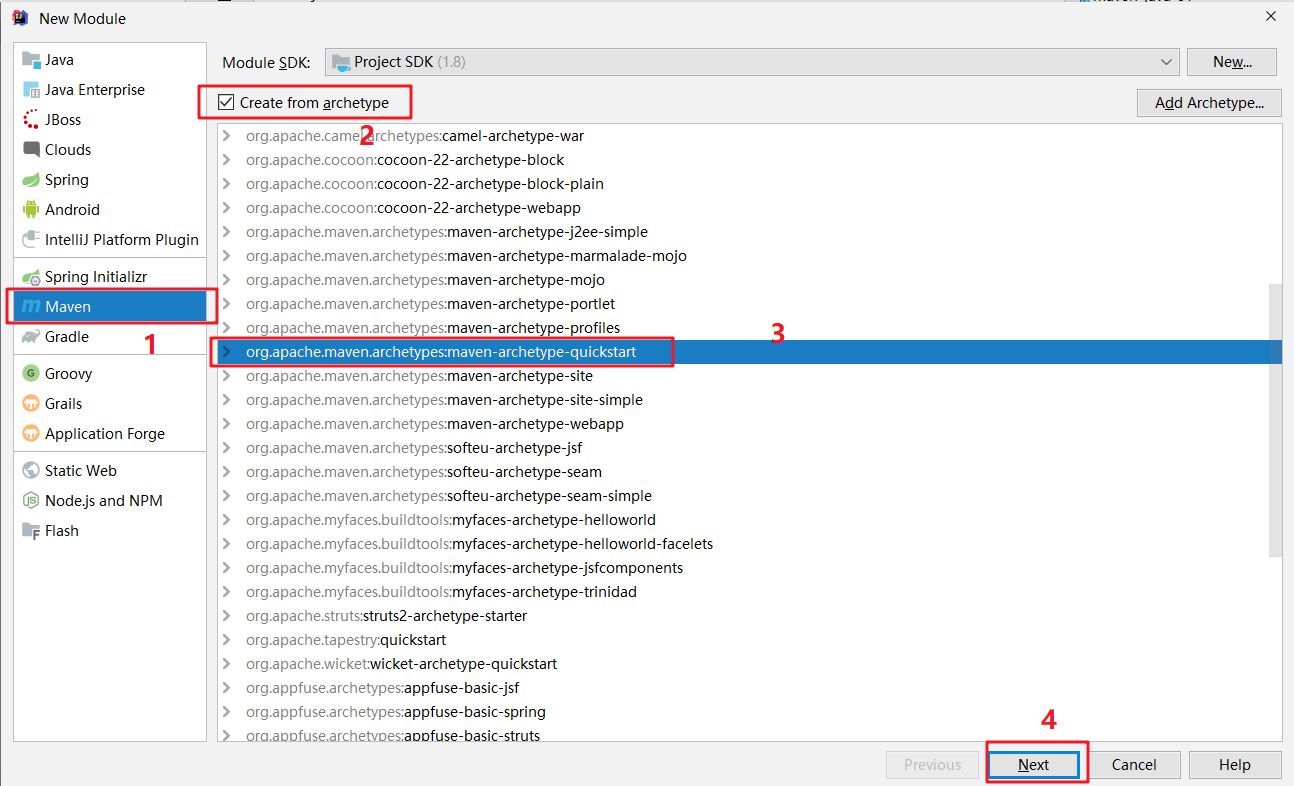 New Module
Java
Java Enterprise
JBoss
Clouds
Spring
Android
IntelliJ Platform Plugin
Spring Initializr
Maven
1
Gradle
Groovy
Grails
Application Forge
Static Web
Node.js and NPM
Flash
Module SDK: Project SDK (1.8) New...
Create from archetype Add Archetype...
2
org.apache.camel.archetypes:camel-archetype-war
org.apache.cocoon:cocoon-22-archetype-block
org.apache.cocoon:cocoon-22-archetype-block-plain
org.apache.cocoon:cocoon-22-archetype-webapp
org.apache.maven.archetypes:maven-archetype-j2ee-simple
org.apache.maven.archetypes:maven-archetype-marmalade-mojo
org.apache.maven.archetypes:maven-archetype-mojo
org.apache.maven.archetypes:maven-archetype-portlet
org.apache.maven.archetypes:maven-archetype-profiles
3
org.apache.maven.archetypes:maven-archetype-quickstart
org.apache.maven.archetypes:maven-archetype-site
org.apache.maven.archetypes:maven-archetype-site-simple
org.apache.maven.archetypes:maven-archetype-webapp
org.apache.maven.archetypes:softeu-archetype-jsf
org.apache.maven.archetypes:softeu-archetype-seam
org.apache.maven.archetypes:softeu-archetype-seam-simple
org.apache.myfaces.buildtools:myfaces-archetype-helloworld
org.apache.myfaces.buildtools:myfaces-archetype-helloworld-facelets
org.apache.myfaces.buildtools:myfaces-archetype-jsfcomponents
org.apache.myfaces.buildtools:myfaces-archetype-trinidad
org.apache.struts:struts2-archetype-starter
org.apache.tapestry:quickstart
org.apache.wicket:wicket-archetype-quickstart
org.appfuse.archetypes:appfuse-basic-jsf
org.appfuse.archetypes:appfuse-basic-spring
org.appfuse.archetypes:appfuse-basic-struts
4
Previous Next Cancel Help